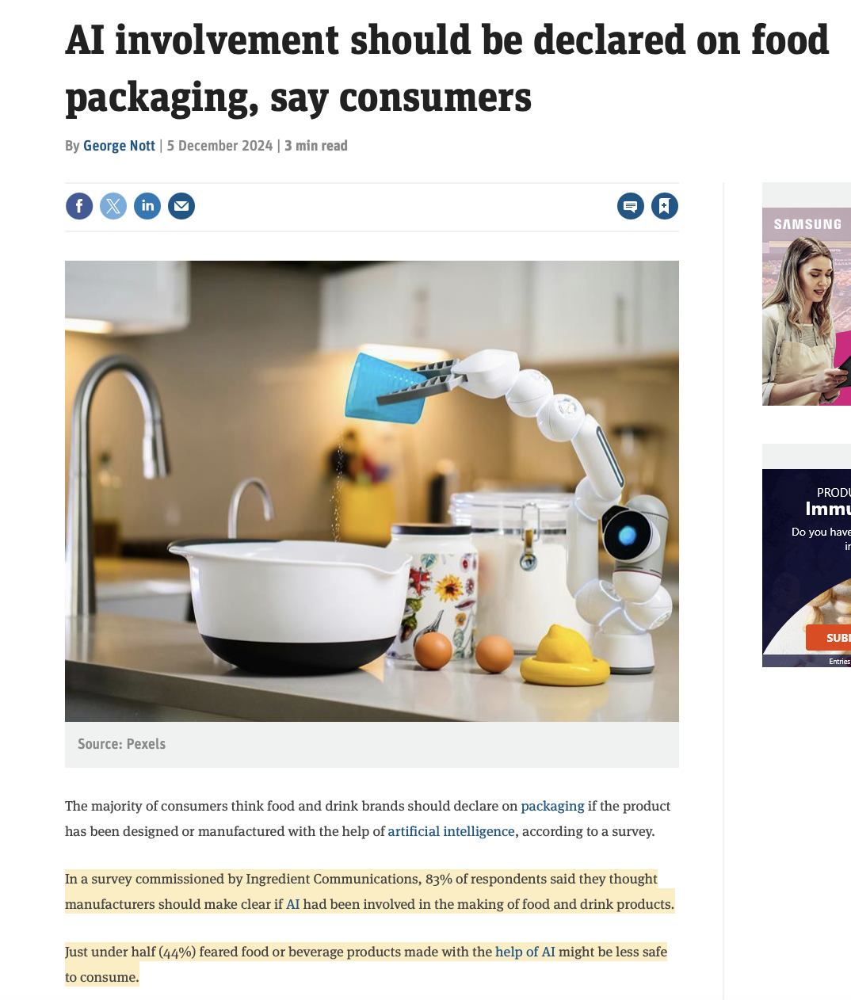 AI involvement should be declared on food
packaging, say consumers
By George Nott | 5 December 2024 | 3 min read
SAMSUNG
Source: Pexels
The majority of consumers think food and drink brands should declare on packaging if the product
has been designed or manufactured with the help of artificial intelligence, according to a survey.
In a survey commissioned by Ingredient Communications, 83% of respondents said they thought
manufacturers should make clear if AI had been involved in the making of food and drink products.
Just under half (44%) feared food or beverage products made with the help of AI might be less safe
to consume.
PRODU
Immu
Do you have
in
SUB
Entries